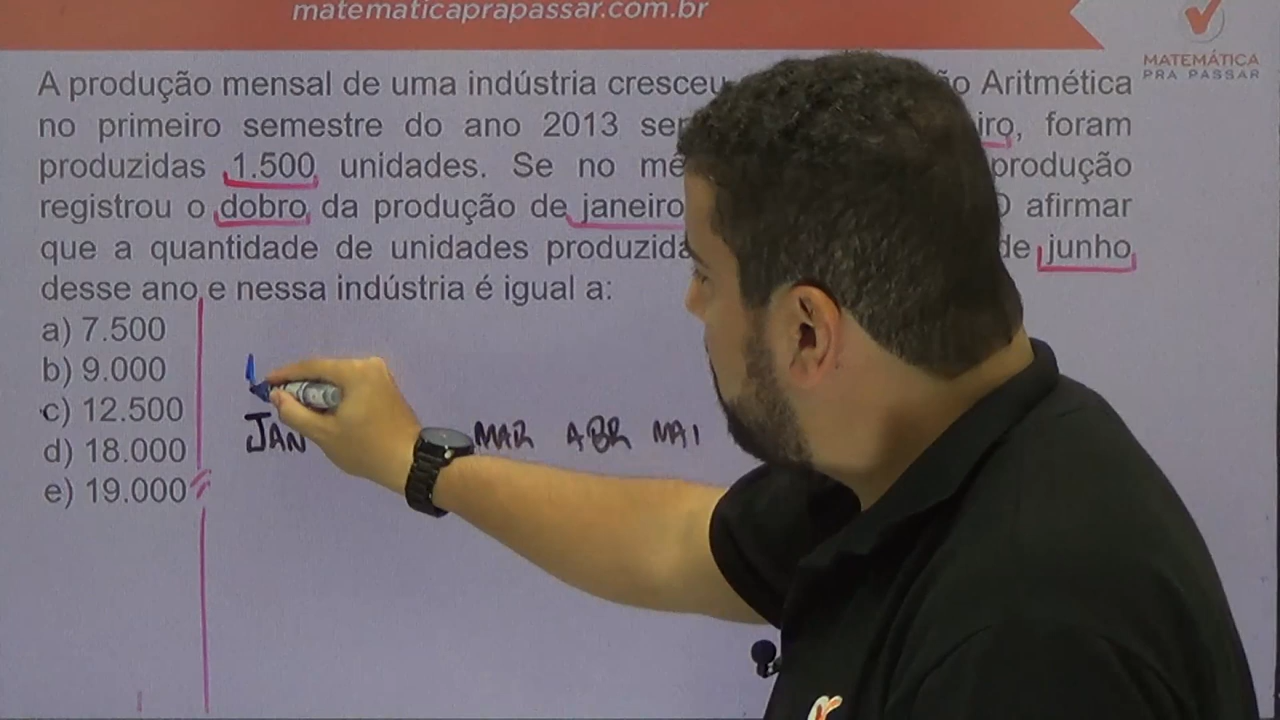 matematicaprapassar.com.br
MATEMÁTICA
PRA PASSAR
A produção mensal de uma indústria cresceu Aritmética
no primeiro semestre do ano 2013 foram
produzidas 1.500 unidades. Se no produção
registrou o dobro da produção de janeiro afirmar
que a quantidade de unidades de junho
desse ano e nessa indústria é igual a:
a) 7.500
b) 9.000
c) 12.500
d) 18.000
e) 19.000
JAN MAR ABR MAI